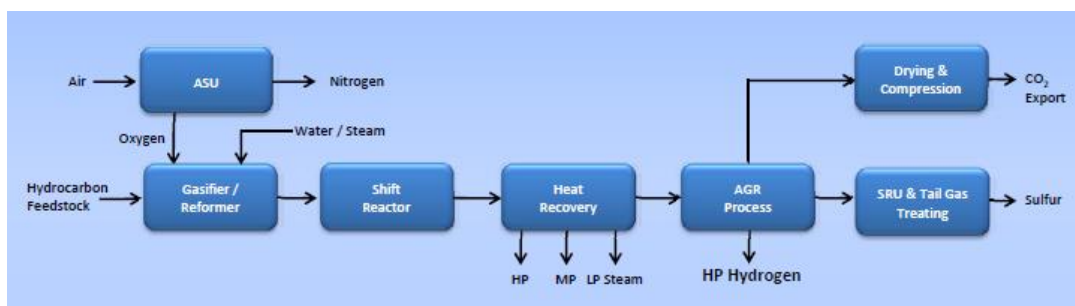 Air
ASU
Nitrogen
Drying &
Compression
CO₂
Export
Oxygen
Water / Steam
Hydrocarbon
Feedstock
Gasifier /
Reformer
Shift
Reactor
Heat
Recovery
AGR
Process
SRU & Tail Gas
Treating
Sulfur
HP
MP
LP Steam
HP Hydrogen